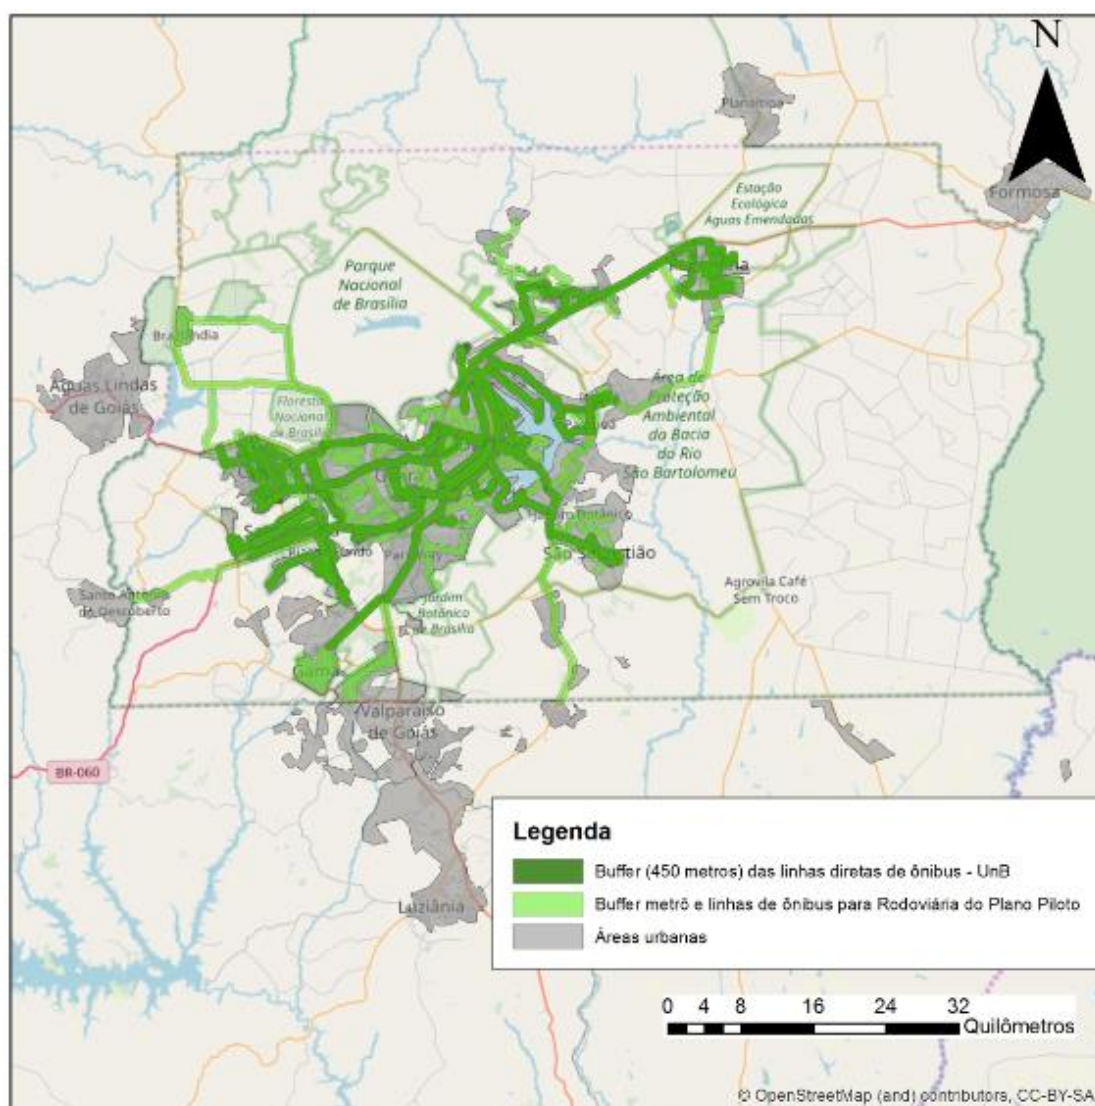 N
Planaltina
Formosa
Estação
Ecológica
Águas Emendadas
Parque
Nacional
de Brasília
Águas Lindas
de Goiás
Floresta
Nacional
de Brasília
Área de
Proteção
Ambiental
da Bacia
do Rio
São Bartolomeu
Jardim Botânico
São Sebastião
Santo Antônio
do Descoberto
Agrovila Café
Sem Troco
Jardim
Botânico
de Brasília
Gama
Valparaíso
de Goiás
BR-060
Luziânia
Legenda
Buffer (450 metros) das linhas diretas de ônibus - UnB
Buffer metrô e linhas de ônibus para Rodoviária do Plano Piloto
Áreas urbanas
0 4 8 16 24 32
Quilômetros
© OpenStreetMap (and) contributors, CC-BY-SA